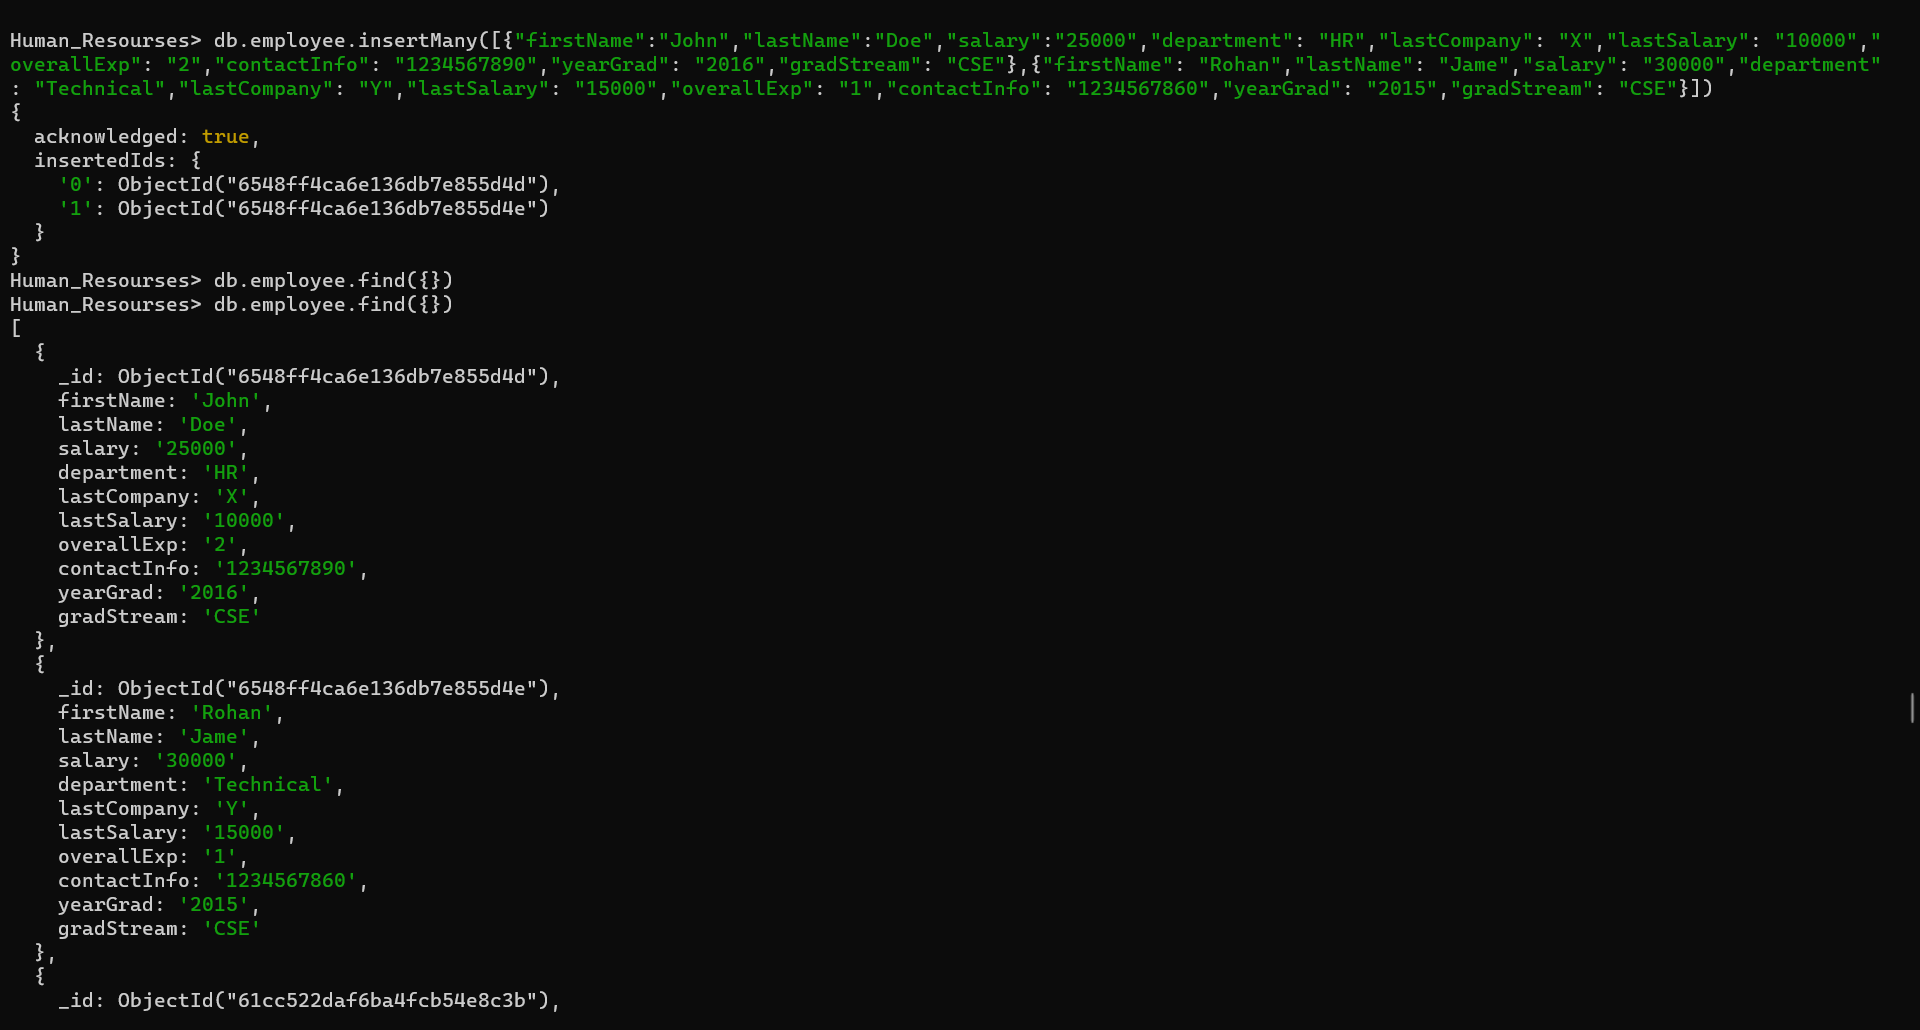 Human_Resourses> db.employee.insertMany([{"firstName":"John","lastName":"Doe","salary":"25000","department": "HR","lastCompany": "X","lastSalary": "10000","
overallExp": "2","contactInfo": "1234567890","yearGrad": "2016","gradStream": "CSE"},{"firstName": "Rohan","lastName": "Jame","salary": "30000","department"
: "Technical","lastCompany": "Y","lastSalary": "15000","overallExp": "1","contactInfo": "1234567860","yearGrad": "2015","gradStream": "CSE"}])
{
  acknowledged: true,
  insertedIds: {
    '0': ObjectId("6548ff4ca6e136db7e855d4d"),
    '1': ObjectId("6548ff4ca6e136db7e855d4e")
  }
}
Human_Resourses> db.employee.find({})
Human_Resourses> db.employee.find({})
[
  {
    _id: ObjectId("6548ff4ca6e136db7e855d4d"),
    firstName: 'John',
    lastName: 'Doe',
    salary: '25000',
    department: 'HR',
    lastCompany: 'X',
    lastSalary: '10000',
    overallExp: '2',
    contactInfo: '1234567890',
    yearGrad: '2016',
    gradStream: 'CSE'
  },
  {
    _id: ObjectId("6548ff4ca6e136db7e855d4e"),
    firstName: 'Rohan',
    lastName: 'Jame',
    salary: '30000',
    department: 'Technical',
    lastCompany: 'Y',
    lastSalary: '15000',
    overallExp: '1',
    contactInfo: '1234567860',
    yearGrad: '2015',
    gradStream: 'CSE'
  },
  {
    _id: ObjectId("61cc522daf6ba4fcb54e8c3b"),